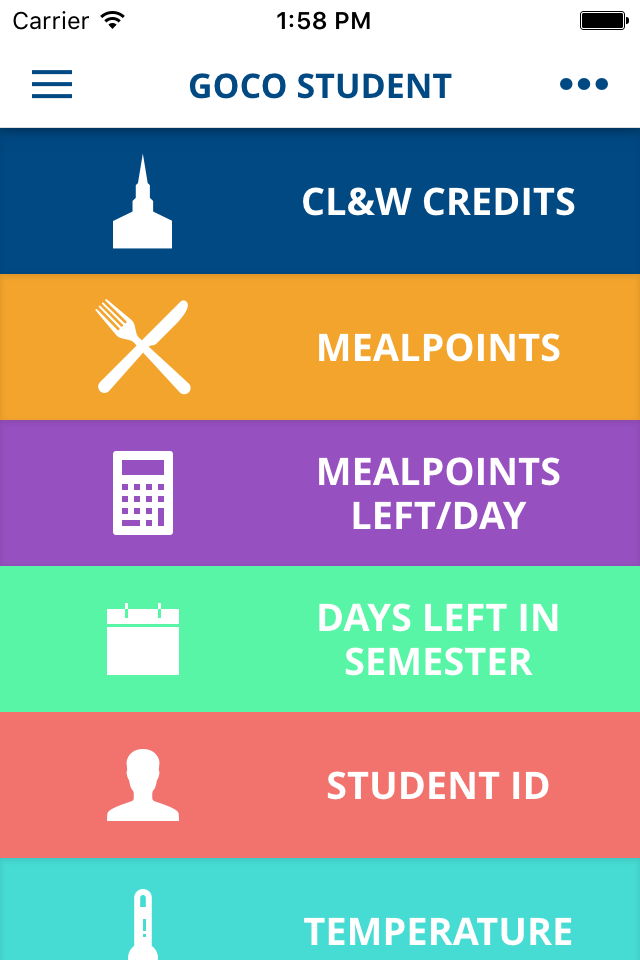 Carrier 1:58 PM
GOCO STUDENT
CL&W CREDITS
MEALPOINTS
MEALPOINTS
LEFT/DAY
DAYS LEFT IN
SEMESTER
STUDENT ID
TEMPERATURE